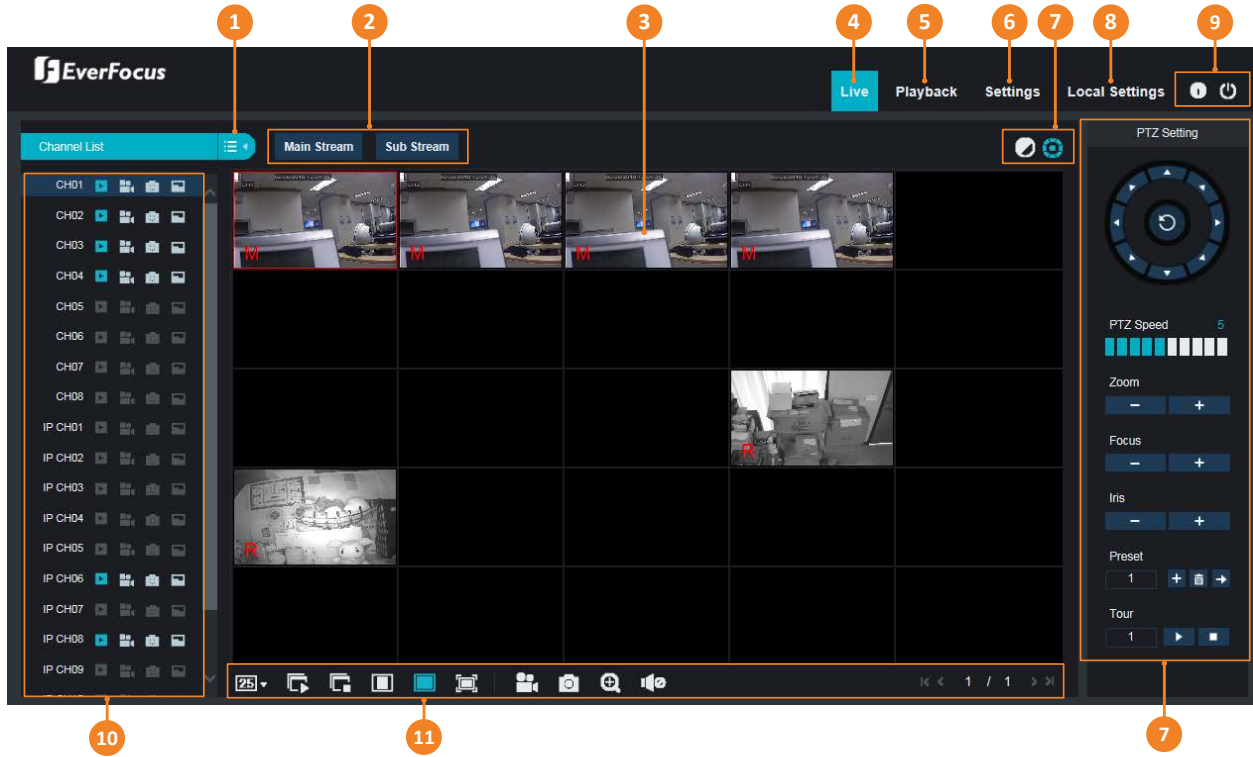 1 2 3 4 5 6 7 8 9
EverFocus
Live Playback Settings Local Settings
Channel List
Main Stream Sub Stream
PTZ Setting
CH01
CH02
CH03
CH04
CH05
CH06
CH07
CH08
IP CH01
IP CH02
IP CH03
IP CH04
IP CH05
IP CH06
IP CH07
IP CH08
IP CH09
M M M M
R
R
PTZ Speed 5
Zoom
- +
Focus
- +
Iris
- +
Preset
1 +
Tour
1
25 1 / 1
10 11 7